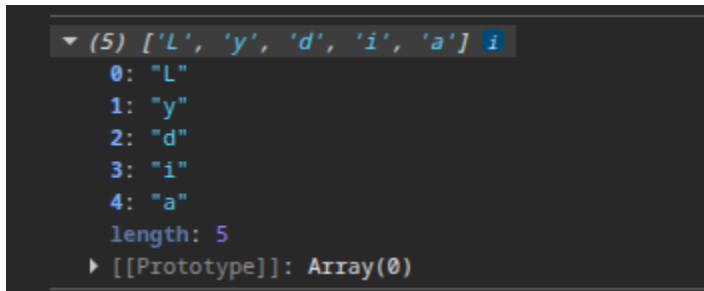 ▼ (5) ['L', 'y', 'd', 'i', 'a'] i
0: "L"
1: "y"
2: "d"
3: "i"
4: "a"
length: 5
▶ [[Prototype]]: Array(0)